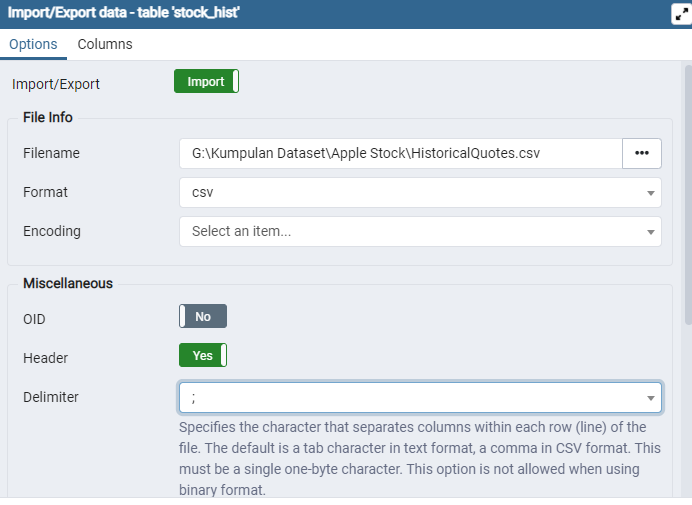 Import/Export data - table 'stock_hist'
Options Columns
Import/Export Import
File Info
Filename G:\Kumpulan Dataset\Apple Stock\HistoricalQuotes.csv •••
Format csv
Encoding Select an item...
Miscellaneous
OID No
Header Yes
Delimiter ;
Specifies the character that separates columns within each row (line) of the
file. The default is a tab character in text format, a comma in CSV format. This
must be a single one-byte character. This option is not allowed when using
binary format.